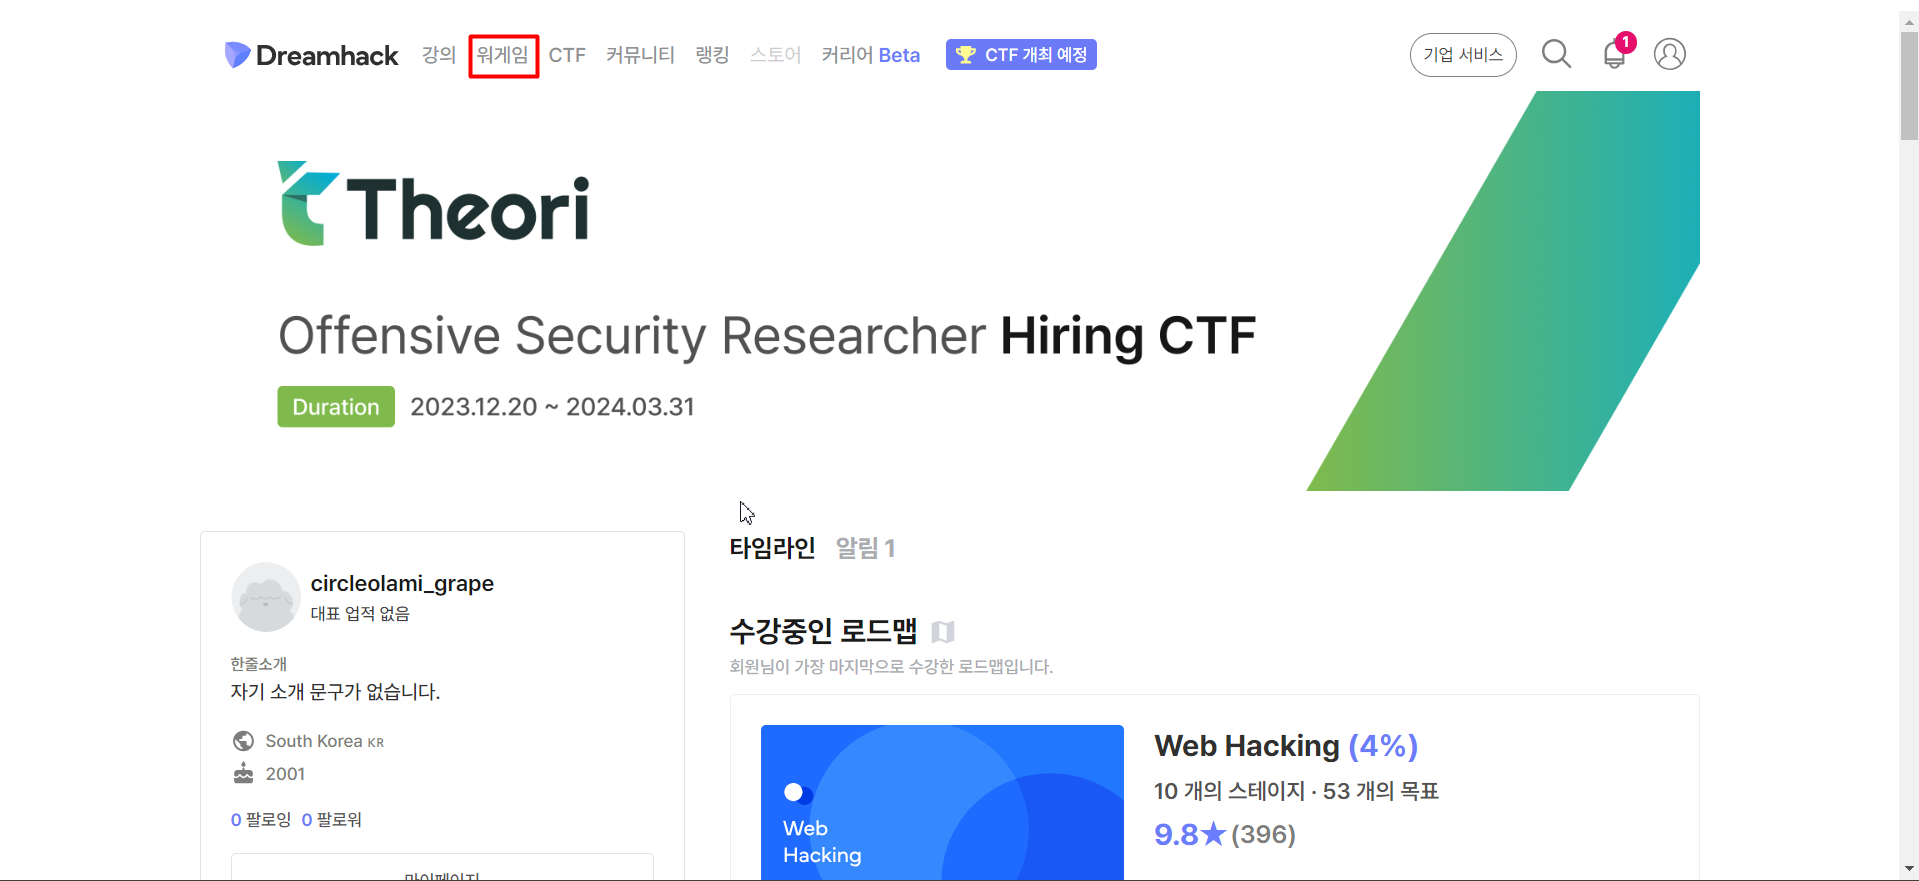 Dreamhack 강의 워게임 CTF 커뮤니티 랭킹 스토어 커리어 Beta CTF 개최 예정 기업 서비스 1
Theori
Offensive Security Researcher Hiring CTF
Duration 2023.12.20 ~ 2024.03.31
타임라인 알림 1
circleolami_grape
대표 업적 없음
한줄소개
자기 소개 문구가 없습니다.
South Korea KR
2001
0 팔로잉 0 팔로워
마이페이지
수강중인 로드맵
회원님이 가장 마지막으로 수강한 로드맵입니다.
Web
Hacking
Web Hacking (4%)
10 개의 스테이지 · 53 개의 목표
9.8★(396)